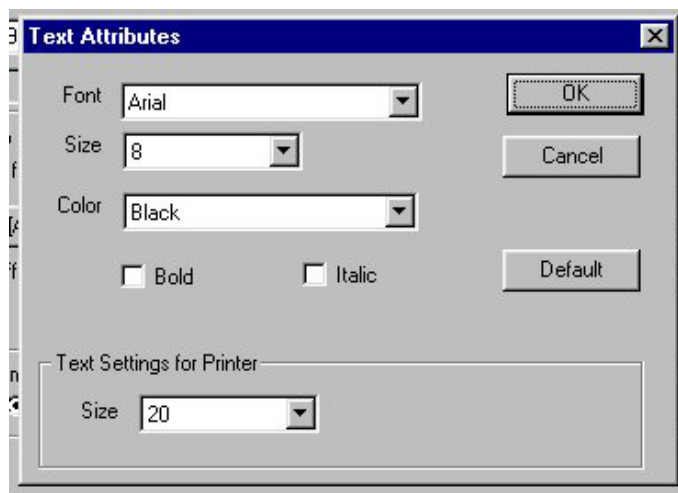 Text Attributes
Font Arial OK
Size 8 Cancel
Color Black
Bold Italic Default
Text Settings for Printer
Size 20